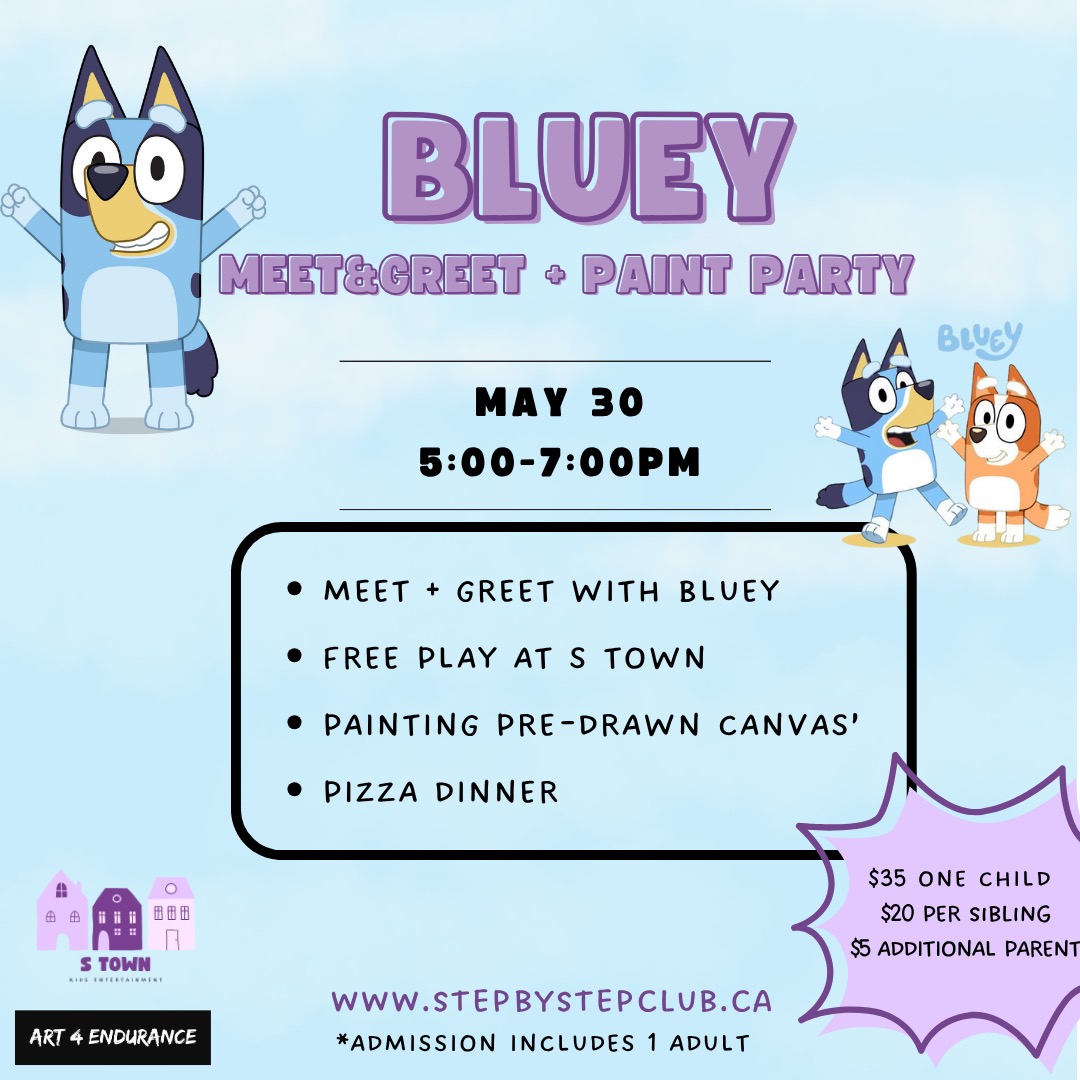 BLUEY
MEET&GREET + PAINT PARTY
BLUEY
MAY 30
5:00-7:00PM
• MEET + GREET WITH BLUEY
• FREE PLAY AT S TOWN
• PAINTING PRE-DRAWN CANVAS'
• PIZZA DINNER
$35 ONE CHILD
$20 PER SIBLING
$5 ADDITIONAL PARENT
S TOWN
KIDS ENTERTAINMENT
ART 4 ENDURANCE
WWW.STEPBYSTEPCLUB.CA
*ADMISSION INCLUDES 1 ADULT